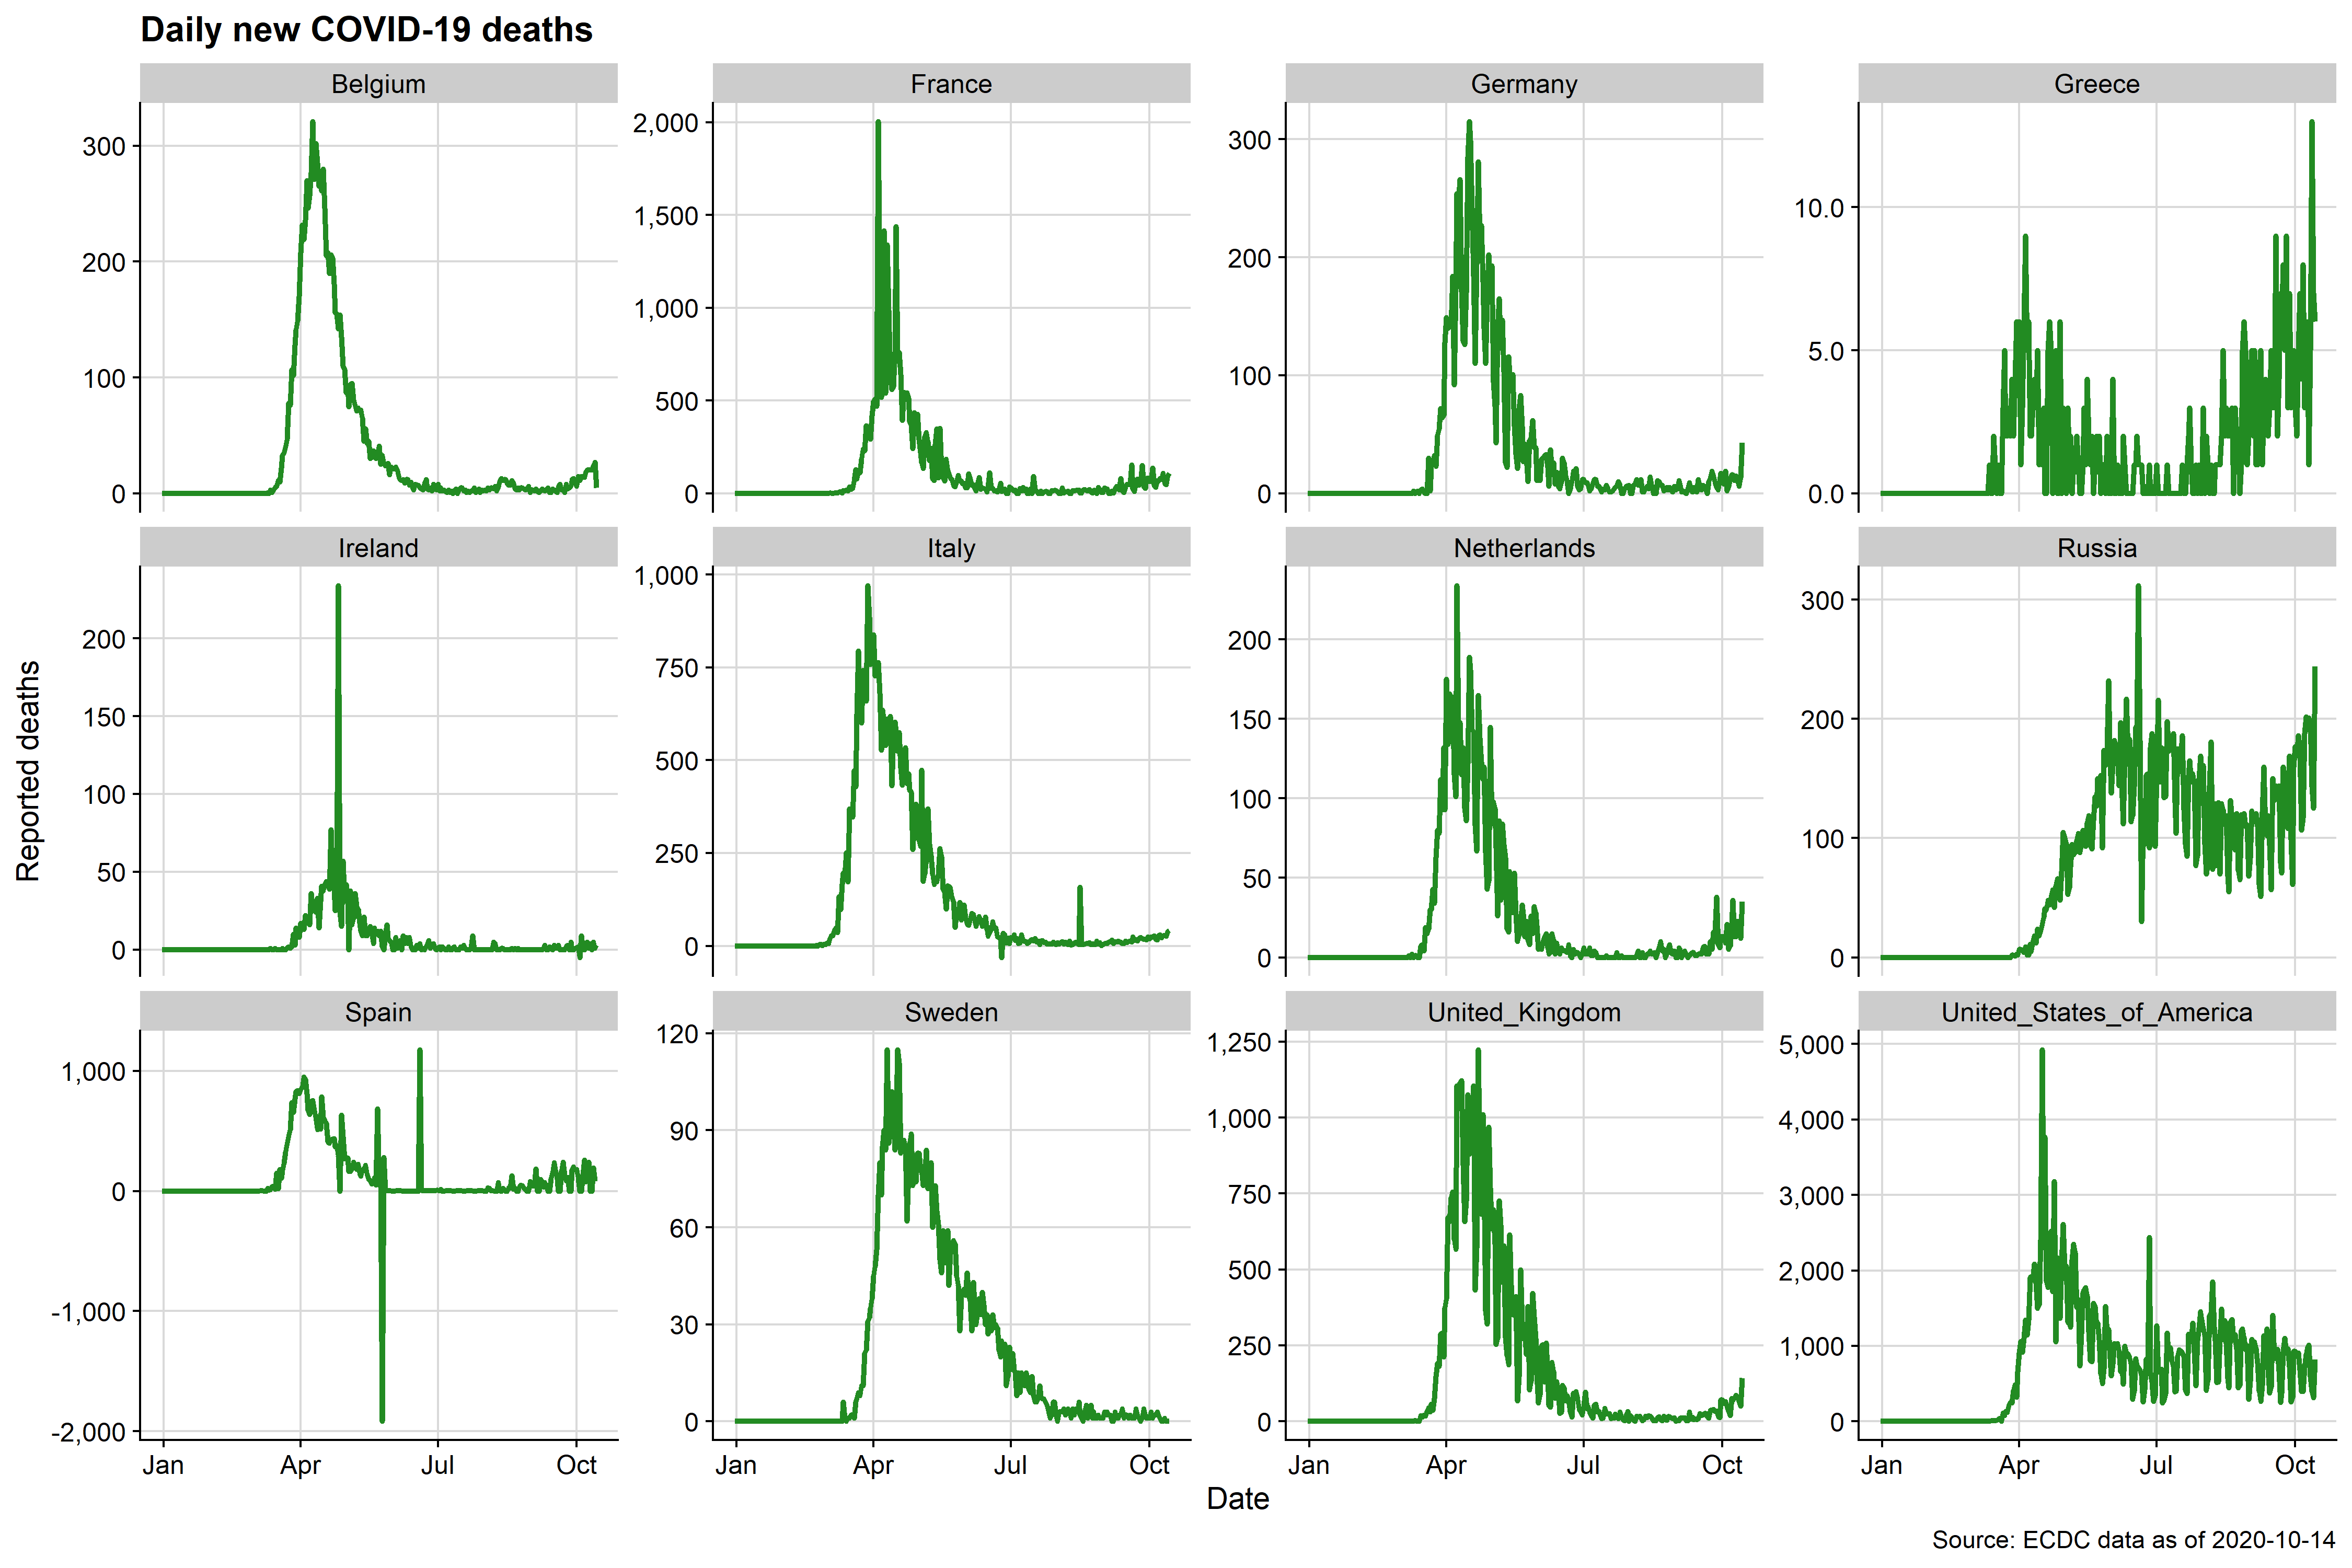 Daily new COVID-19 deaths
Belgium
France
Germany
Greece
300
200
100
0
2,000
1,500
1,000
500
0
300
200
100
0
10.0
5.0
0.0
Ireland
Italy
Netherlands
Russia
200
150
100
50
0
1,000
750
500
250
0
200
150
100
50
0
300
200
100
0
Reported deaths
Spain
Sweden
United_Kingdom
United_States_of_America
1,000
0
-1,000
-2,000
120
90
60
30
0
1,250
1,000
750
500
250
0
5,000
4,000
3,000
2,000
1,000
0
Jan Apr Jul Oct
Jan Apr Jul Oct
Jan Apr Jul Oct
Jan Apr Jul Oct
Date
Source: ECDC data as of 2020-10-14